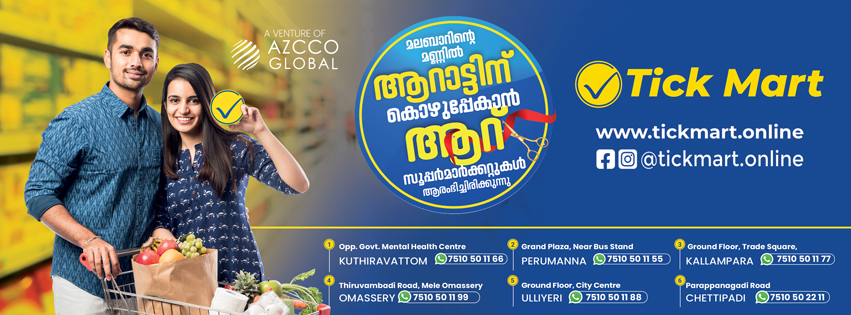 A VENTURE OF
AZCCO
GLOBAL
മലബാറിന്റെ
മണ്ണിൽ
ആറാട്ടിന്
കൊഴുപ്പേകാൻ
ആറ്
സൂപ്പർമാർക്കറ്റുകൾ
ആരംഭിച്ചിരിക്കുന്നു
Tick Mart
www.tickmart.online
@tickmart.online
1 Opp. Govt. Mental Health Centre
KUTHIRAVATTOM 7510 50 11 66
2 Grand Plaza, Near Bus Stand
PERUMANNA 7510 50 11 55
3 Ground Floor, Trade Square,
KALLAMPARA 7510 50 11 77
4 Thiruvambadi Road, Mele Omassery
OMASSERY 7510 50 11 99
5 Ground Floor, City Centre
ULLIYERI 7510 50 11 88
6 Parappanagadi Road
CHETTIPADI 7510 50 22 11